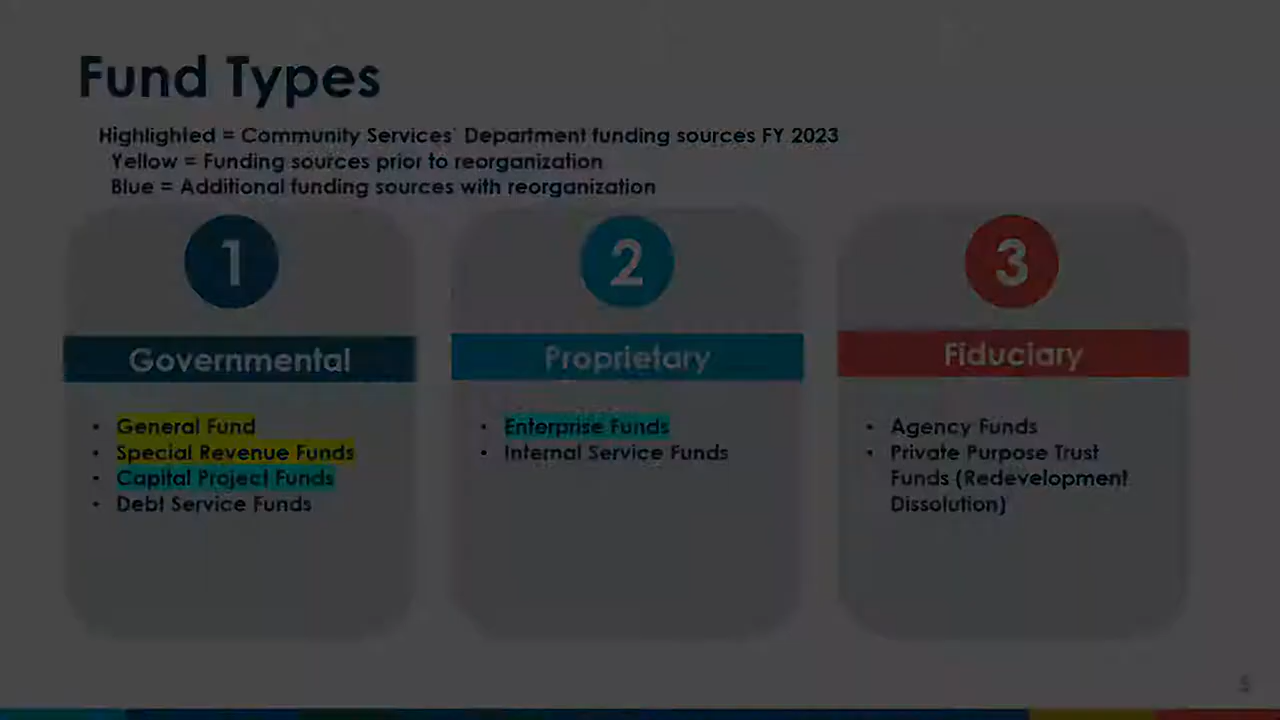 Fund Types
Highlighted = Community Services' Department funding sources FY 2023
Yellow = Funding sources prior to reorganization
Blue = Additional funding sources with reorganization
1
Governmental
• General Fund
• Special Revenue Funds
• Capital Project Funds
• Debt Service Funds
2
Proprietary
• Enterprise Funds
• Internal Service Funds
3
Fiduciary
• Agency Funds
• Private Purpose Trust
Funds (Redevelopment
Dissolution)
5